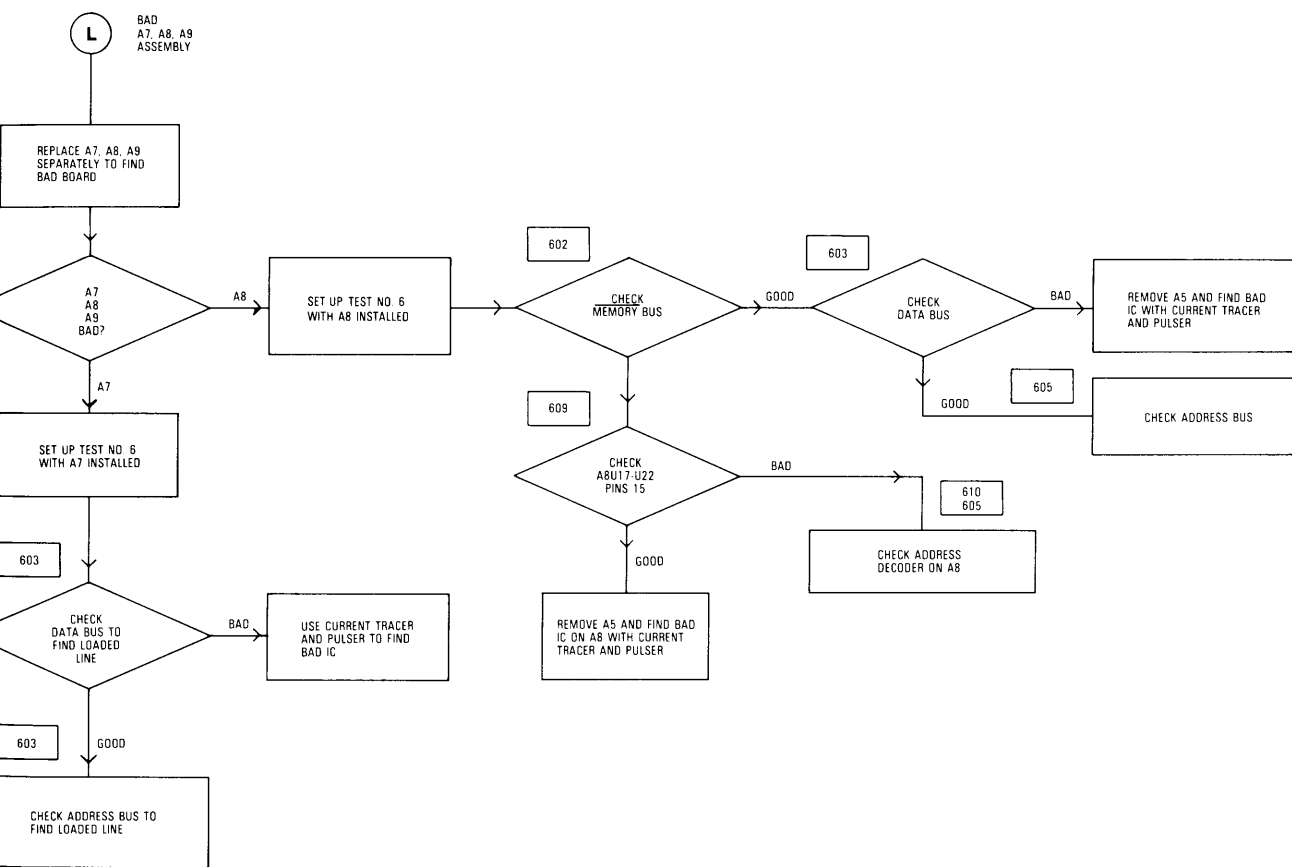 L
BAD
A7, A8, A9
ASSEMBLY
REPLACE A7, A8, A9
SEPARATELY TO FIND
BAD BOARD
A7
A8
A9
BAD?
A8
SET UP TEST NO. 6
WITH A8 INSTALLED
602
CHECK
MEMORY BUS
GOOD
603
CHECK
DATA BUS
BAD
REMOVE A5 AND FIND BAD
IC WITH CURRENT TRACER
AND PULSER
GOOD
605
CHECK ADDRESS BUS
609
CHECK
A8U17-U22
PINS 15
BAD
610
605
CHECK ADDRESS
DECODER ON A8
GOOD
REMOVE A5 AND FIND BAD
IC ON A8 WITH CURRENT
TRACER AND PULSER
A7
SET UP TEST NO. 6
WITH A7 INSTALLED
603
CHECK
DATA BUS TO
FIND LOADED
LINE
BAD
USE CURRENT TRACER
AND PULSER TO FIND
BAD IC
603
GOOD
CHECK ADDRESS BUS TO
FIND LOADED LINE